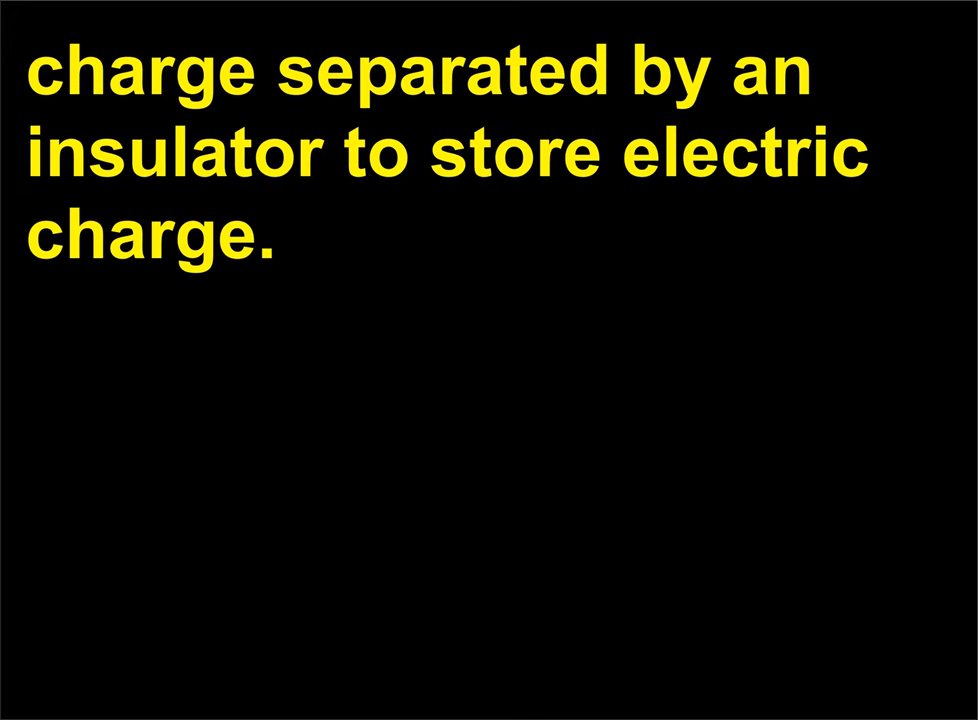 charge separated by an
insulator to store electric
charge.